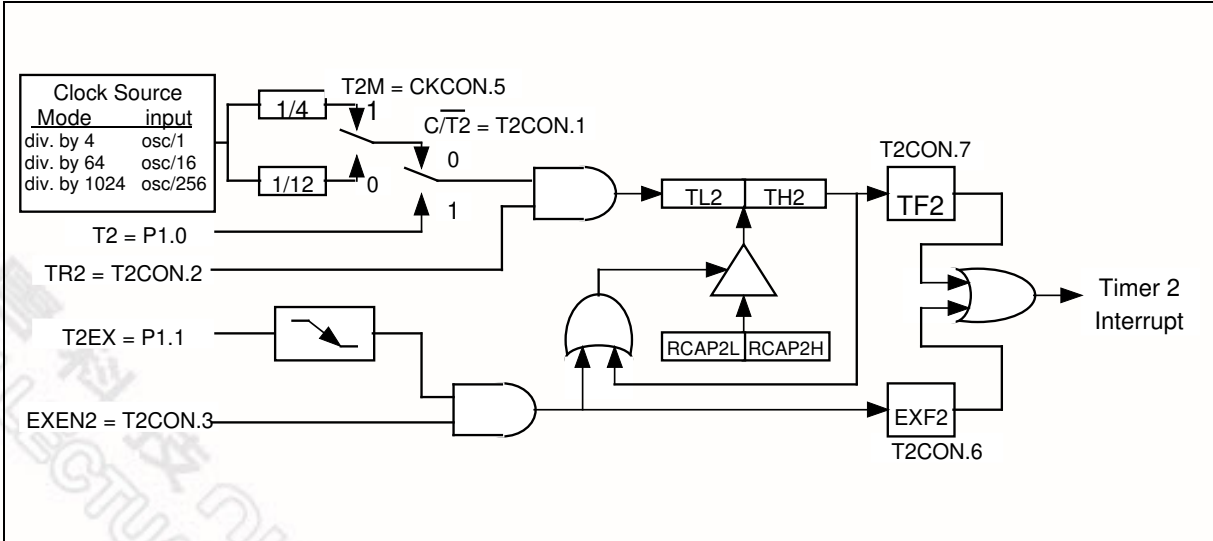 Clock Source
Mode input
div. by 4 osc/1
div. by 64 osc/16
div. by 1024 osc/256
1/4
1/12
T2M = CKCON.5
1
0
C/T2 = T2CON.1
0
1
T2 = P1.0
TR2 = T2CON.2
T2EX = P1.1
EXEN2 = T2CON.3
TL2 TH2
RCAP2L RCAP2H
T2CON.7
TF2
EXF2
T2CON.6
Timer 2
Interrupt